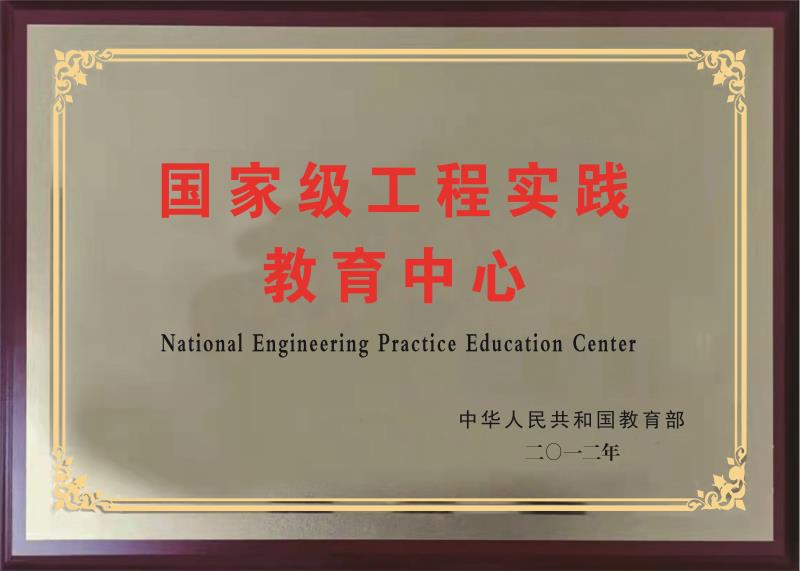 国家级工程实践
教育中心
National Engineering Practice Education Center
中华人民共和国教育部
二〇一二年